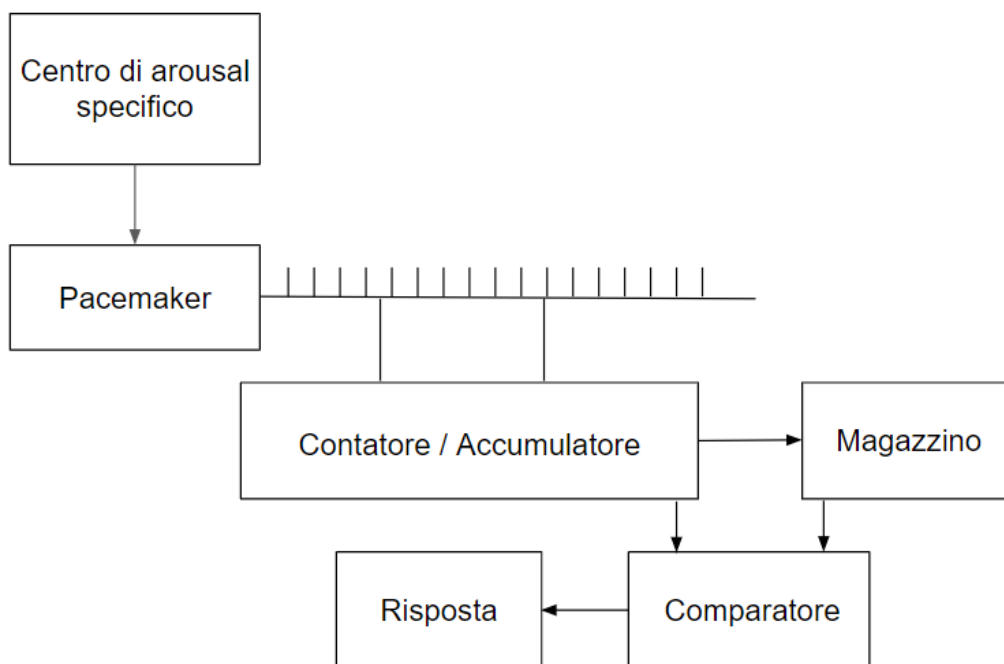 Centro di arousal
specifico
Pacemaker
Contatore / Accumulatore
Magazzino
Risposta
Comparatore